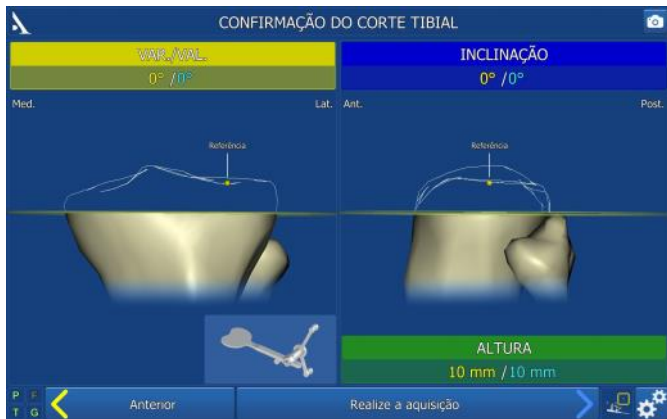 CONFIRMAÇÃO DO CORTE TIBIAL
VAR./VAL.
0° /0°
INCLINAÇÃO
0° /0°
Med.
Lat.
Ant.
Post.
Referência
Referência
ALTURA
10 mm /10 mm
P F
T G
Anterior
Realize a aquisição